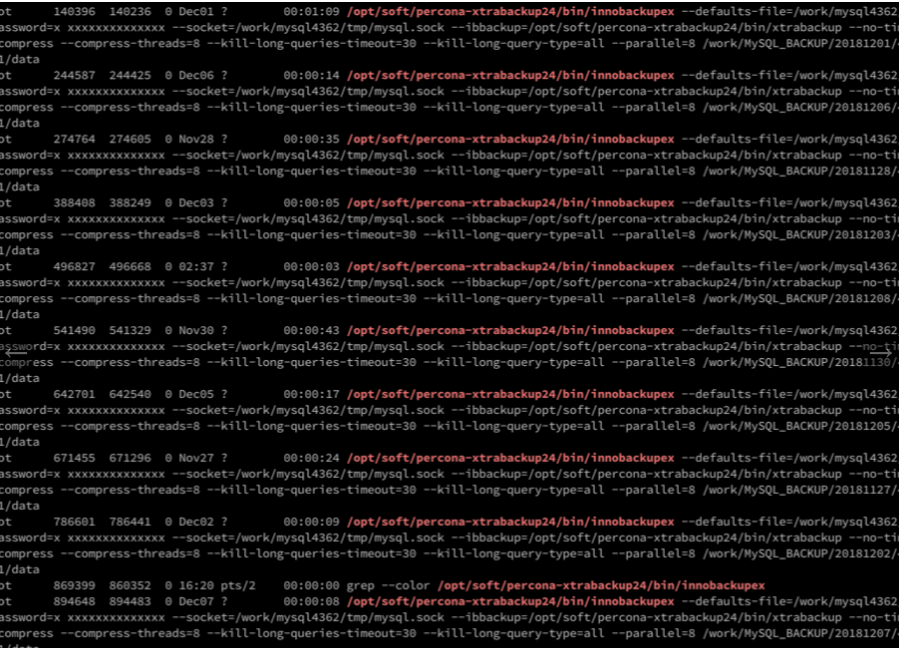 ot      140396  140236  0 Dec01 ?        00:01:09 /opt/soft/percona-xtrabackup24/bin/innobackupex --defaults-file=/work/mysql4362
assword=x xxxxxxxxxxxxxx --socket=/work/mysql4362/tmp/mysql.sock --ibbackup=/opt/soft/percona-xtrabackup24/bin/xtrabackup --no-ti
compress --compress-threads=8 --kill-long-queries-timeout=30 --kill-long-query-type=all --parallel=8 /work/MySQL_BACKUP/20181201/
1/data
ot      244587  244425  0 Dec06 ?        00:00:14 /opt/soft/percona-xtrabackup24/bin/innobackupex --defaults-file=/work/mysql4362
assword=x xxxxxxxxxxxxxx --socket=/work/mysql4362/tmp/mysql.sock --ibbackup=/opt/soft/percona-xtrabackup24/bin/xtrabackup --no-ti
compress --compress-threads=8 --kill-long-queries-timeout=30 --kill-long-query-type=all --parallel=8 /work/MySQL_BACKUP/20181206/
1/data
ot      274764  274605  0 Nov28 ?        00:00:35 /opt/soft/percona-xtrabackup24/bin/innobackupex --defaults-file=/work/mysql4362
assword=x xxxxxxxxxxxxxx --socket=/work/mysql4362/tmp/mysql.sock --ibbackup=/opt/soft/percona-xtrabackup24/bin/xtrabackup --no-ti
compress --compress-threads=8 --kill-long-queries-timeout=30 --kill-long-query-type=all --parallel=8 /work/MySQL_BACKUP/20181128/
1/data
ot      388408  388249  0 Dec03 ?        00:00:05 /opt/soft/percona-xtrabackup24/bin/innobackupex --defaults-file=/work/mysql4362
assword=x xxxxxxxxxxxxxx --socket=/work/mysql4362/tmp/mysql.sock --ibbackup=/opt/soft/percona-xtrabackup24/bin/xtrabackup --no-ti
compress --compress-threads=8 --kill-long-queries-timeout=30 --kill-long-query-type=all --parallel=8 /work/MySQL_BACKUP/20181203/
1/data
ot      496827  496668  0 02:37 ?        00:00:03 /opt/soft/percona-xtrabackup24/bin/innobackupex --defaults-file=/work/mysql4362
assword=x xxxxxxxxxxxxxx --socket=/work/mysql4362/tmp/mysql.sock --ibbackup=/opt/soft/percona-xtrabackup24/bin/xtrabackup --no-ti
compress --compress-threads=8 --kill-long-queries-timeout=30 --kill-long-query-type=all --parallel=8 /work/MySQL_BACKUP/20181208/
1/data
ot      541490  541329  0 Nov30 ?        00:00:43 /opt/soft/percona-xtrabackup24/bin/innobackupex --defaults-file=/work/mysql4362
assword=x xxxxxxxxxxxxxx --socket=/work/mysql4362/tmp/mysql.sock --ibbackup=/opt/soft/percona-xtrabackup24/bin/xtrabackup --no-ti
compress --compress-threads=8 --kill-long-queries-timeout=30 --kill-long-query-type=all --parallel=8 /work/MySQL_BACKUP/20181130/
1/data
ot      642701  642540  0 Dec05 ?        00:00:17 /opt/soft/percona-xtrabackup24/bin/innobackupex --defaults-file=/work/mysql4362
assword=x xxxxxxxxxxxxxx --socket=/work/mysql4362/tmp/mysql.sock --ibbackup=/opt/soft/percona-xtrabackup24/bin/xtrabackup --no-ti
compress --compress-threads=8 --kill-long-queries-timeout=30 --kill-long-query-type=all --parallel=8 /work/MySQL_BACKUP/20181205/
1/data
ot      671455  671296  0 Nov27 ?        00:00:24 /opt/soft/percona-xtrabackup24/bin/innobackupex --defaults-file=/work/mysql4362
assword=x xxxxxxxxxxxxxx --socket=/work/mysql4362/tmp/mysql.sock --ibbackup=/opt/soft/percona-xtrabackup24/bin/xtrabackup --no-ti
compress --compress-threads=8 --kill-long-queries-timeout=30 --kill-long-query-type=all --parallel=8 /work/MySQL_BACKUP/20181127/
1/data
ot      786601  786441  0 Dec02 ?        00:00:09 /opt/soft/percona-xtrabackup24/bin/innobackupex --defaults-file=/work/mysql4362
assword=x xxxxxxxxxxxxxx --socket=/work/mysql4362/tmp/mysql.sock --ibbackup=/opt/soft/percona-xtrabackup24/bin/xtrabackup --no-ti
compress --compress-threads=8 --kill-long-queries-timeout=30 --kill-long-query-type=all --parallel=8 /work/MySQL_BACKUP/20181202/
1/data
ot      869399  860352  0 16:20 pts/2    00:00:00 grep --color /opt/soft/percona-xtrabackup24/bin/innobackupex
ot      894648  894483  0 Dec07 ?        00:00:08 /opt/soft/percona-xtrabackup24/bin/innobackupex --defaults-file=/work/mysql4362
assword=x xxxxxxxxxxxxxx --socket=/work/mysql4362/tmp/mysql.sock --ibbackup=/opt/soft/percona-xtrabackup24/bin/xtrabackup --no-ti
compress --compress-threads=8 --kill-long-queries-timeout=30 --kill-long-query-type=all --parallel=8 /work/MySQL_BACKUP/20181207/